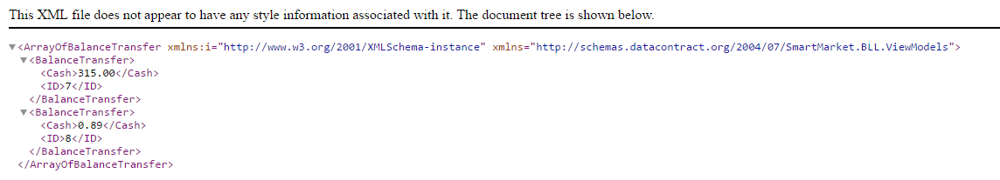 This XML file does not appear to have any style information associated with it. The document tree is shown below.
▼<ArrayOfBalanceTransfer xmlns:i="http://www.w3.org/2001/XMLSchema-instance" xmlns="http://schemas.datacontract.org/2004/07/SmartMarket.BLL.ViewModels">
▼<BalanceTransfer>
<Cash>315.00</Cash>
<ID>7</ID>
</BalanceTransfer>
▼<BalanceTransfer>
<Cash>0.89</Cash>
<ID>8</ID>
</BalanceTransfer>
</ArrayOfBalanceTransfer>